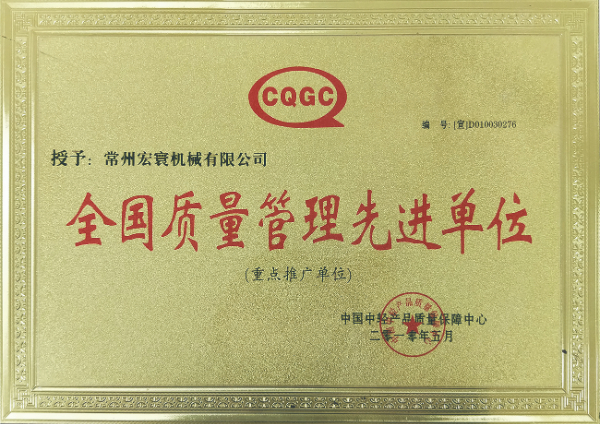 CQGC
编 号:[宣]D010030276
授予：常州宏寰机械有限公司
全国质量管理先进单位
(重点推广单位)
中国中轻产品质量保障中心
二零一零年五月